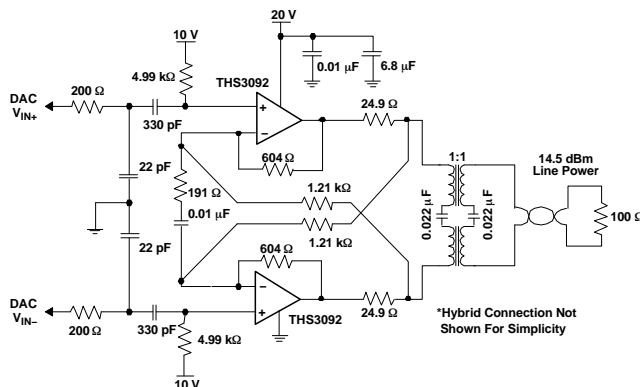 20 V
10 V
0.01 µF
6.8 µF
THS3092
4.99 kΩ
DAC
VIN+
200 Ω
330 pF
24.9 Ω
604 Ω
22 pF
191 Ω
0.01 µF
1.21 kΩ
1.21 kΩ
1:1
0.022 µF
0.022 µF
14.5 dBm
Line Power
100 Ω
22 pF
604 Ω
DAC
VIN−
200 Ω
330 pF
THS3092
24.9 Ω
4.99 kΩ
10 V
*Hybrid Connection Not
Shown For Simplicity